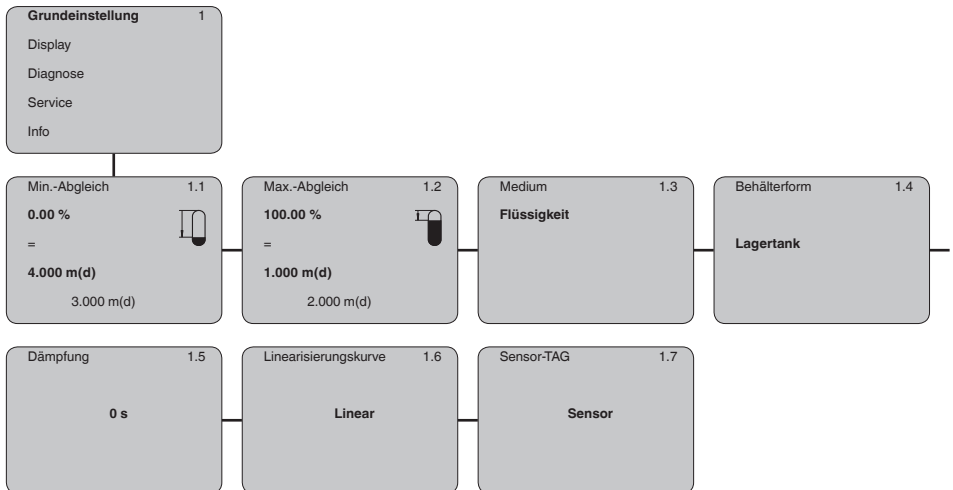 Grundeinstellung 1
Display
Diagnose
Service
Info
Min.-Abgleich 1.1
0.00 %
=
4.000 m(d)
3.000 m(d)
Max.-Abgleich 1.2
100.00 %
=
1.000 m(d)
2.000 m(d)
Medium 1.3
Flüssigkeit
Behälterform 1.4
Lagertank
Dämpfung 1.5
0 s
Linearisierungskurve 1.6
Linear
Sensor-TAG 1.7
Sensor